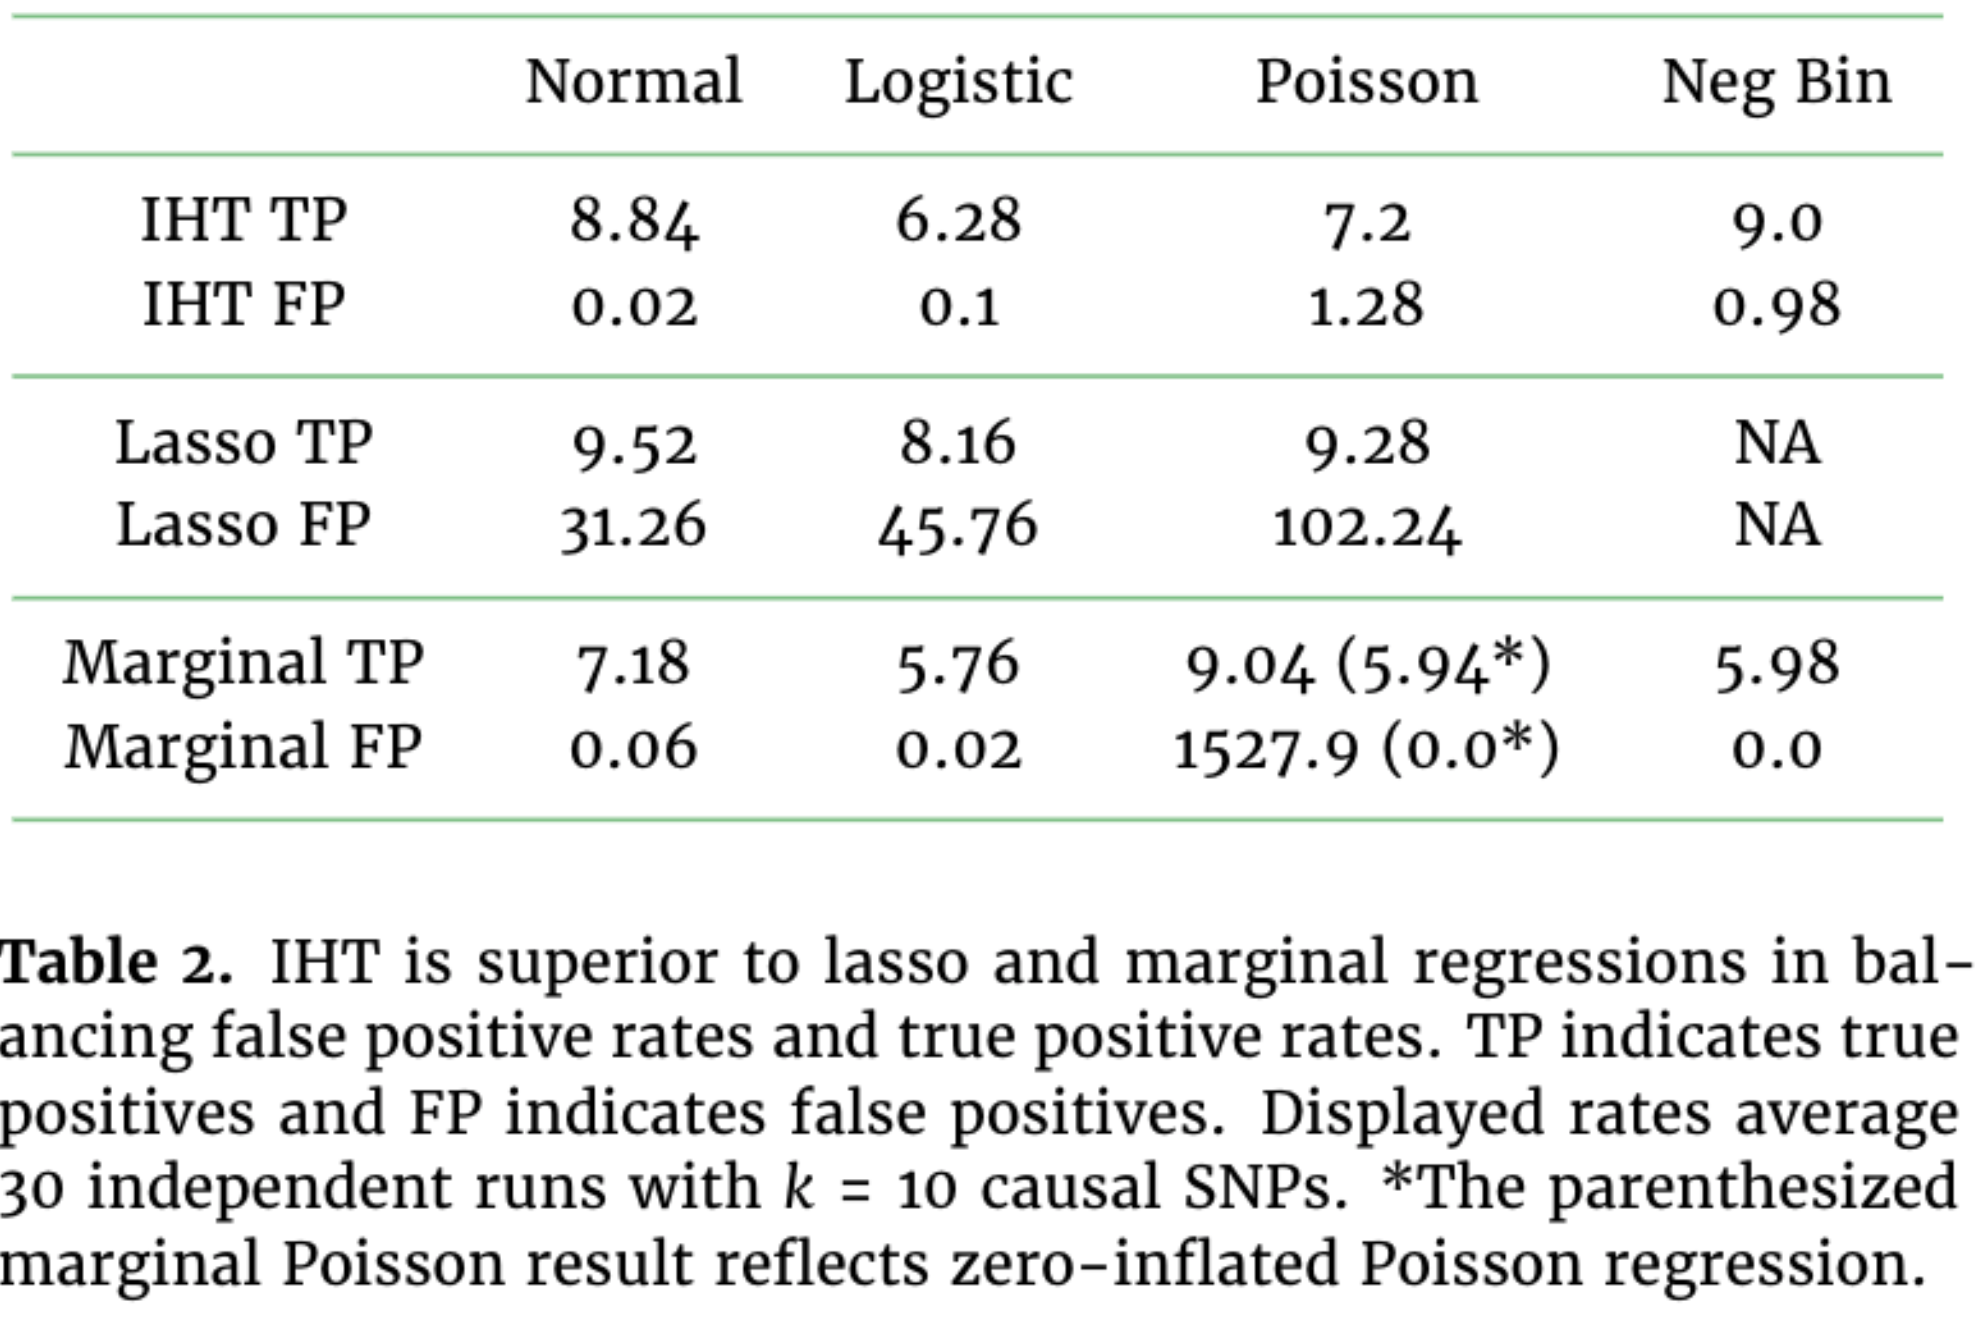 Normal Logistic Poisson Neg Bin
IHT TP 8.84 6.28 7.2 9.0
IHT FP 0.02 0.1 1.28 0.98
Lasso TP 9.52 8.16 9.28 NA
Lasso FP 31.26 45.76 102.24 NA
Marginal TP 7.18 5.76 9.04 (5.94*) 5.98
Marginal FP 0.06 0.02 1527.9 (0.0*) 0.0
Table 2. IHT is superior to lasso and marginal regressions in bal-
ancing false positive rates and true positive rates. TP indicates true
positives and FP indicates false positives. Displayed rates average
30 independent runs with k = 10 causal SNPs. *The parenthesized
marginal Poisson result reflects zero-inflated Poisson regression.